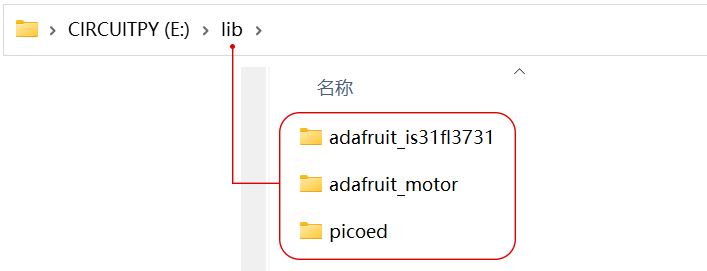 CIRCUITPY (E:) > lib >
名称
adafruit_is31fl3731
adafruit_motor
picoed